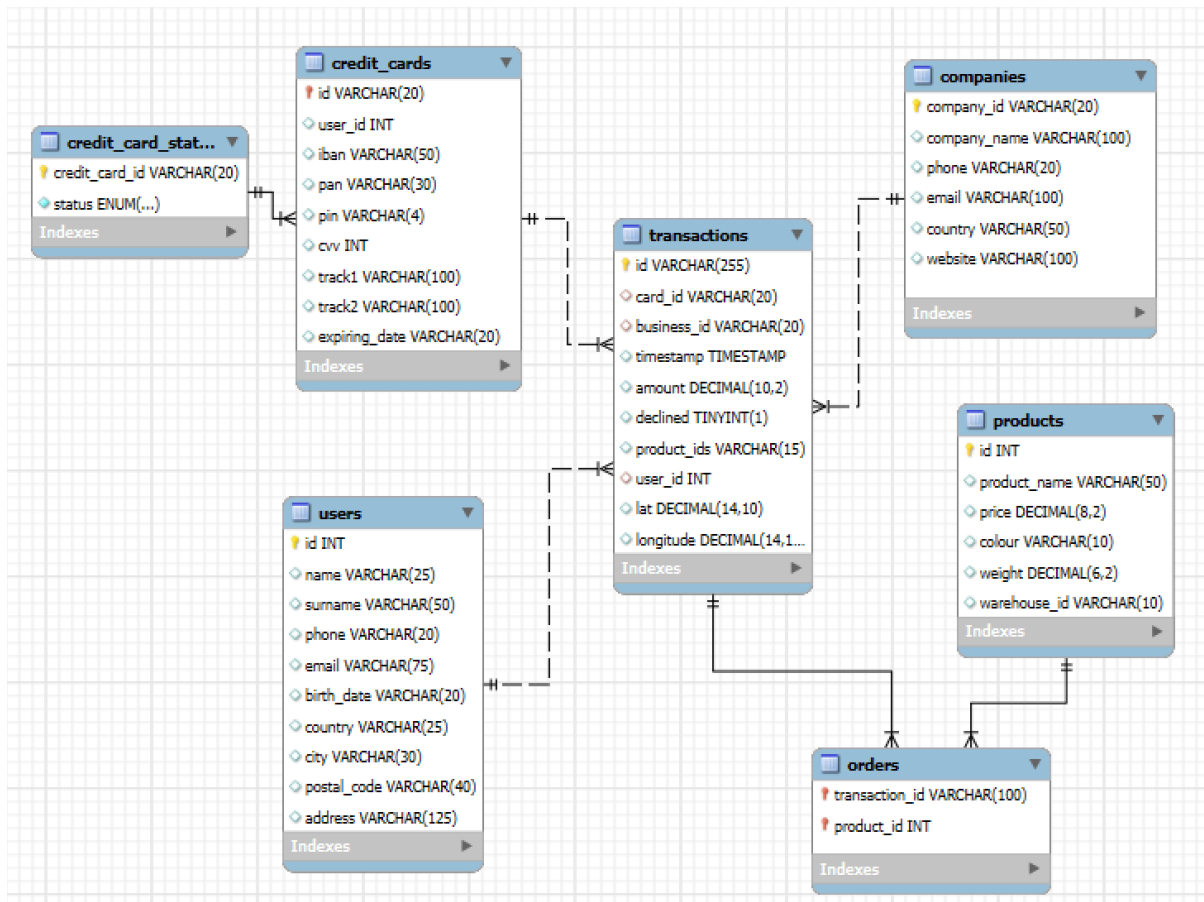 credit_cards
id VARCHAR(20)
user_id INT
iban VARCHAR(50)
pan VARCHAR(30)
pin VARCHAR(4)
cvv INT
track1 VARCHAR(100)
track2 VARCHAR(100)
expiring_date VARCHAR(20)
Indexes
companies
company_id VARCHAR(20)
company_name VARCHAR(100)
phone VARCHAR(20)
email VARCHAR(100)
country VARCHAR(50)
website VARCHAR(100)
Indexes
credit_card_stat...
credit_card_id VARCHAR(20)
status ENUM(...)
Indexes
transactions
id VARCHAR(255)
card_id VARCHAR(20)
business_id VARCHAR(20)
timestamp TIMESTAMP
amount DECIMAL(10,2)
declined TINYINT(1)
product_ids VARCHAR(15)
user_id INT
lat DECIMAL(14,10)
longitude DECIMAL(14,1...
Indexes
products
id INT
product_name VARCHAR(50)
price DECIMAL(8,2)
colour VARCHAR(10)
weight DECIMAL(6,2)
warehouse_id VARCHAR(10)
Indexes
users
id INT
name VARCHAR(25)
surname VARCHAR(50)
phone VARCHAR(20)
email VARCHAR(75)
birth_date VARCHAR(20)
country VARCHAR(25)
city VARCHAR(30)
postal_code VARCHAR(40)
address VARCHAR(125)
Indexes
orders
transaction_id VARCHAR(100)
product_id INT
Indexes